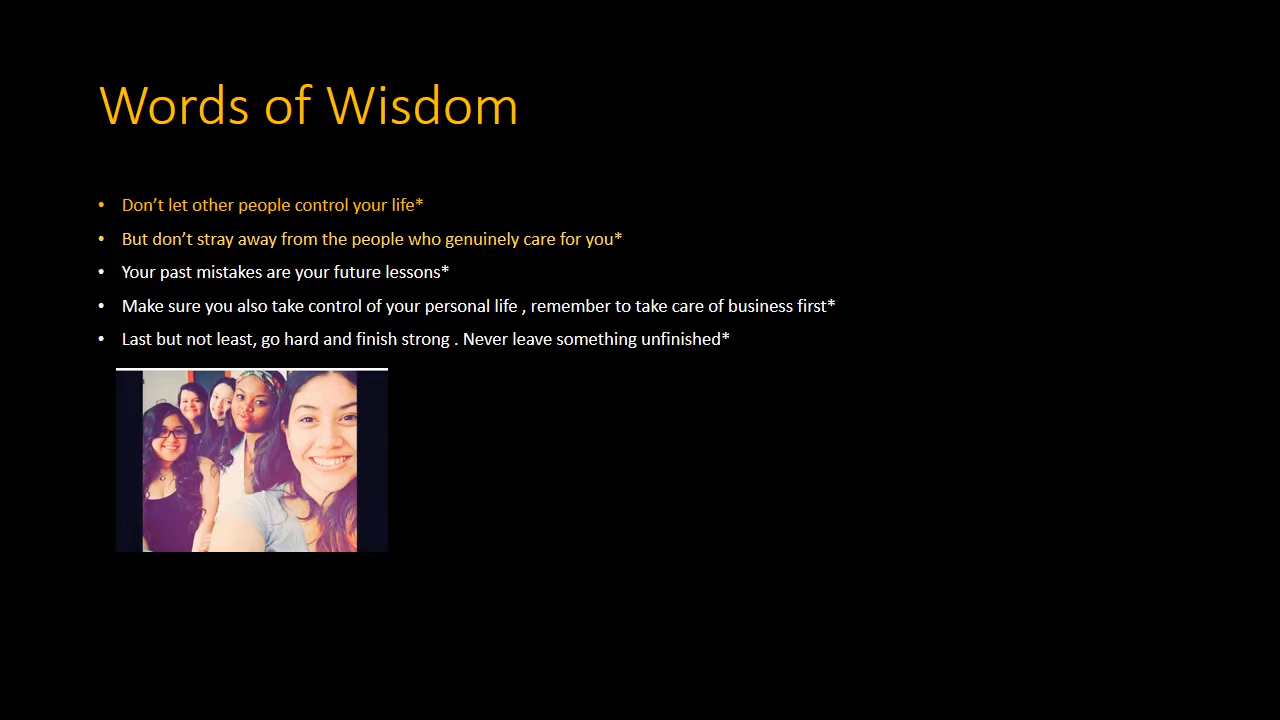 Words of Wisdom
• Don’t let other people control your life*
• But don’t stray away from the people who genuinely care for you*
• Your past mistakes are your future lessons*
• Make sure you also take control of your personal life , remember to take care of business first*
• Last but not least, go hard and finish strong . Never leave something unfinished*